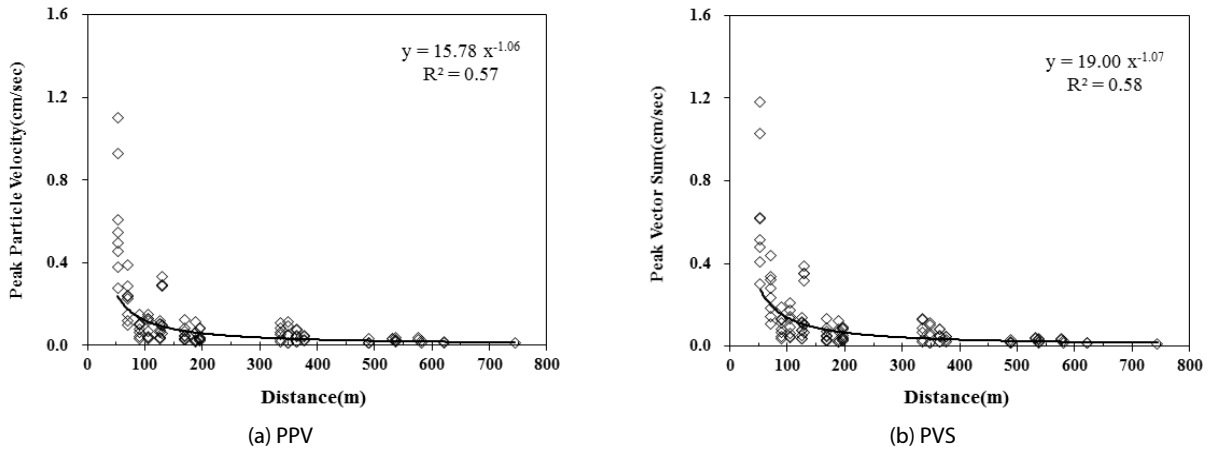 1.6
1.2
0.8
0.4
0.0
Peak Particle Velocity(cm/sec)
y = 15.78 x^-1.06
R² = 0.57
0 100 200 300 400 500 600 700 800
Distance(m)
(a) PPV
1.6
1.2
0.8
0.4
0.0
Peak Vector Sum(cm/sec)
y = 19.00 x^-1.07
R² = 0.58
0 100 200 300 400 500 600 700 800
Distance(m)
(b) PVS